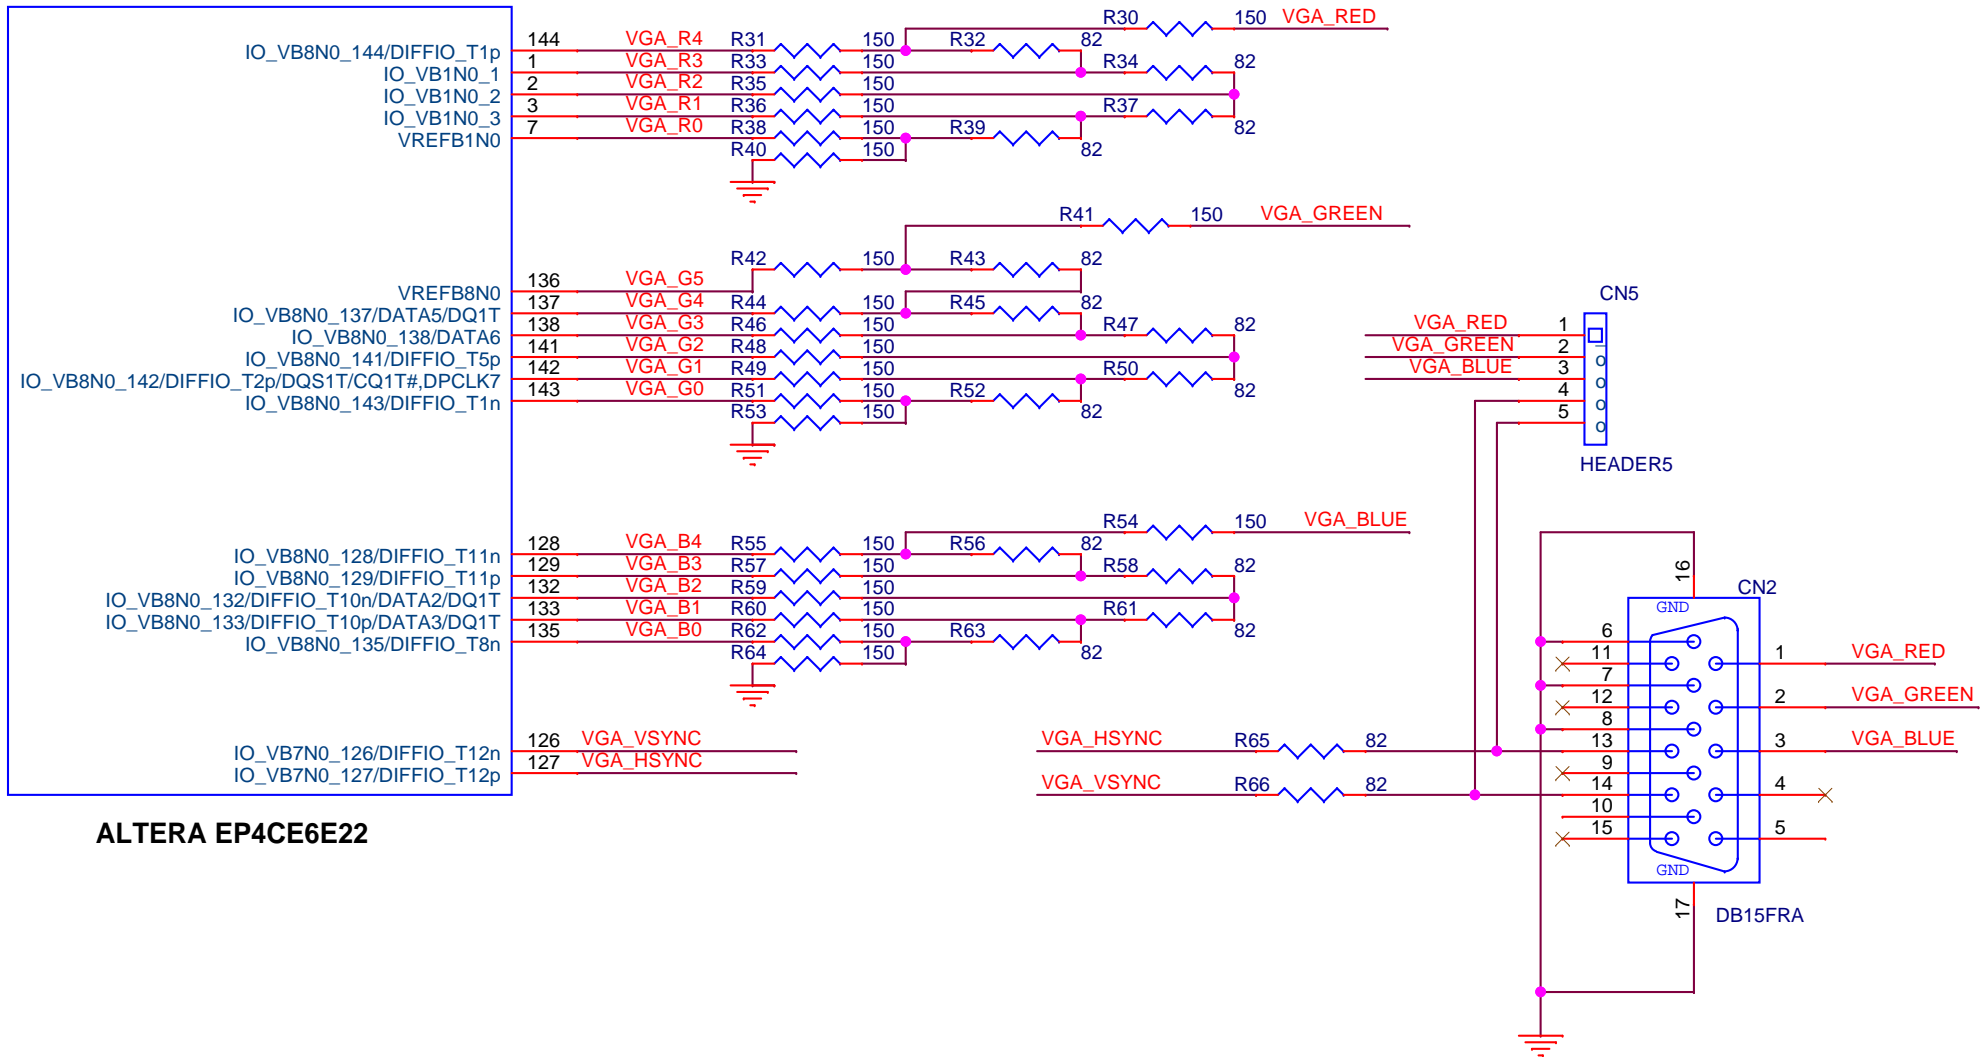 R30 150 VGA_RED
IO_VB8N0_144/DIFFIO_T1p 144 VGA_R4 R31 150 R32 82
IO_VB1N0_1 1 VGA_R3 R33 150 R34 82
IO_VB1N0_2 2 VGA_R2 R35 150
IO_VB1N0_3 3 VGA_R1 R36 150 R37 82
VREFB1N0 7 VGA_R0 R38 150 R39 82
R40 150
R41 150 VGA_GREEN
R42 150 R43 82
VREFB8N0 136 VGA_G5
IO_VB8N0_137/DATA5/DQ1T 137 VGA_G4 R44 150 R45 82
IO_VB8N0_138/DATA6 138 VGA_G3 R46 150 R47 82
IO_VB8N0_141/DIFFIO_T5p 141 VGA_G2 R48 150
IO_VB8N0_142/DIFFIO_T2p/DQS1T/CQ1T#,DPCLK7 142 VGA_G1 R49 150 R50 82
IO_VB8N0_143/DIFFIO_T1n 143 VGA_G0 R51 150 R52 82
R53 150
CN5
VGA_RED 1
VGA_GREEN 2
VGA_BLUE 3
4
5
HEADER5
R54 150 VGA_BLUE
IO_VB8N0_128/DIFFIO_T11n 128 VGA_B4 R55 150 R56 82
IO_VB8N0_129/DIFFIO_T11p 129 VGA_B3 R57 150 R58 82
IO_VB8N0_132/DIFFIO_T10n/DATA2/DQ1T 132 VGA_B2 R59 150
IO_VB8N0_133/DIFFIO_T10p/DATA3/DQ1T 133 VGA_B1 R60 150 R61 82
IO_VB8N0_135/DIFFIO_T8n 135 VGA_B0 R62 150 R63 82
R64 150
IO_VB7N0_126/DIFFIO_T12n 126 VGA_VSYNC
IO_VB7N0_127/DIFFIO_T12p 127 VGA_HSYNC
VGA_HSYNC R65 82
VGA_VSYNC R66 82
ALTERA EP4CE6E22
16
CN2
GND
6
11
7
12
8
13
9
14
10
15
1 VGA_RED
2 VGA_GREEN
3 VGA_BLUE
4
5
GND
17
DB15FRA